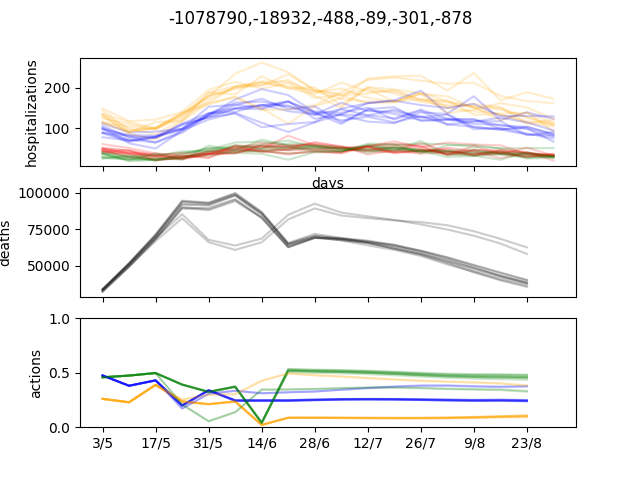 -1078790,-18932,-488,-89,-301,-878
hospitalizations
200
100
days
deaths
100000
75000
50000
actions
1.0
0.5
0.0
3/5 17/5 31/5 14/6 28/6 12/7 26/7 9/8 23/8